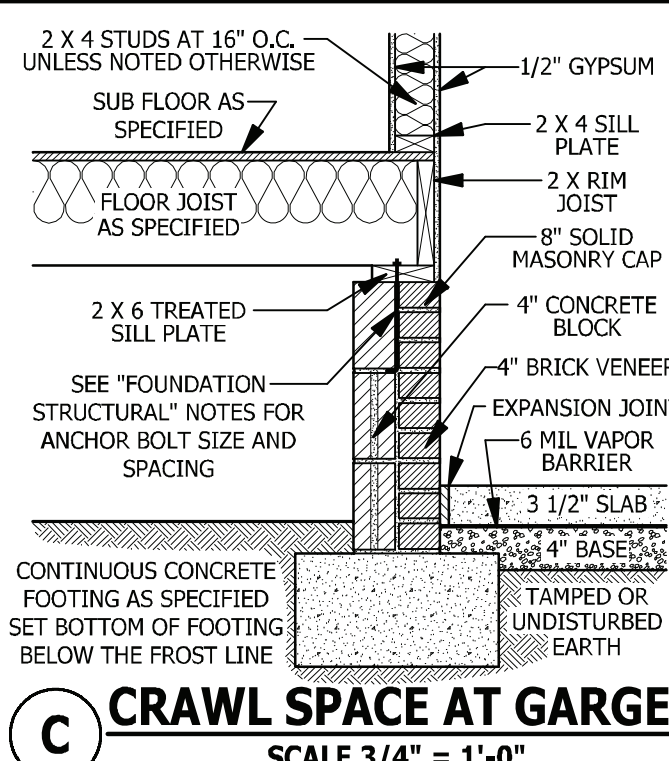 2 X 4 STUDS AT 16" O.C.
UNLESS NOTED OTHERWISE
SUB FLOOR AS
SPECIFIED
FLOOR JOIST
AS SPECIFIED
2 X 6 TREATED
SILL PLATE
SEE "FOUNDATION
STRUCTURAL" NOTES FOR
ANCHOR BOLT SIZE AND
SPACING
CONTINUOUS CONCRETE
FOOTING AS SPECIFIED
SET BOTTOM OF FOOTING
BELOW THE FROST LINE
1/2" GYPSUM
2 X 4 SILL
PLATE
2 X RIM
JOIST
8" SOLID
MASONRY CAP
4" CONCRETE
BLOCK
4" BRICK VENEER
EXPANSION JOINT
6 MIL VAPOR
BARRIER
3 1/2" SLAB
4" BASE
TAMPED OR
UNDISTURBED
EARTH
C
CRAWL SPACE AT GARGE
SCALE 3/4" = 1'-0"